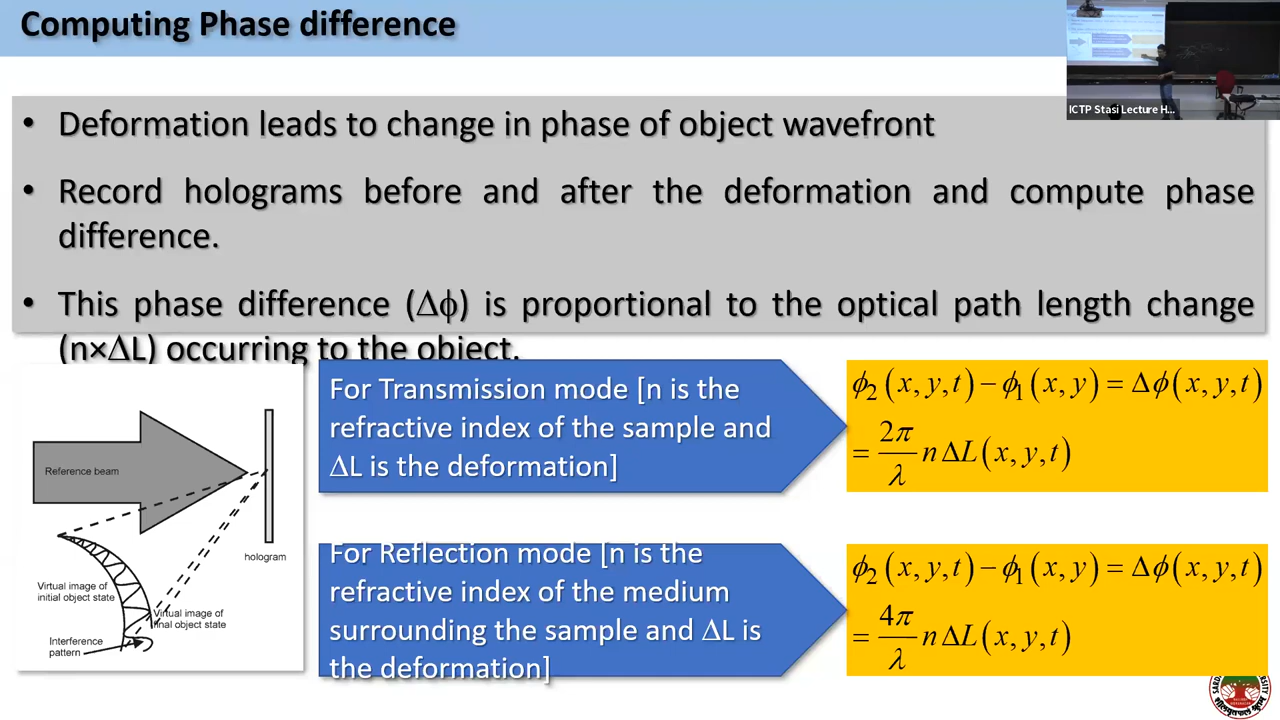 Computing Phase difference
ICTP Stasi Lecture H...
• Deformation leads to change in phase of object wavefront
• Record holograms before and after the deformation and compute phase
difference.
• This phase difference (Δϕ) is proportional to the optical path length change
(n×ΔL) occurring to the object.
Reference beam
hologram
Virtual image of
initial object state
Virtual image of
final object state
Interference
pattern
For Transmission mode [n is the
refractive index of the sample and
ΔL is the deformation]
ϕ₂(x, y, t) − ϕ₁(x, y) = Δϕ(x, y, t)
= 2π/λ n ΔL(x, y, t)
For Reflection mode [n is the
refractive index of the medium
surrounding the sample and ΔL is
the deformation]
ϕ₂(x, y, t) − ϕ₁(x, y) = Δϕ(x, y, t)
= 4π/λ n ΔL(x, y, t)